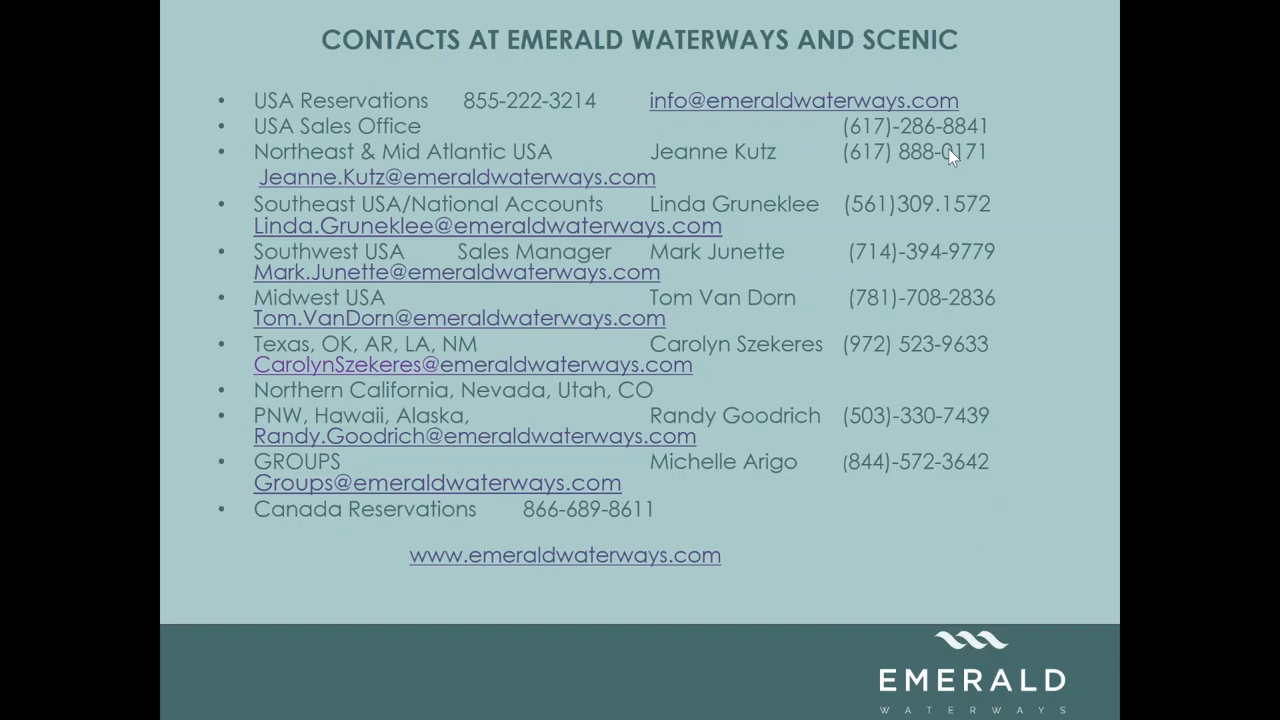 CONTACTS AT EMERALD WATERWAYS AND SCENIC
• USA Reservations 855-222-3214 info@emeraldwaterways.com
• USA Sales Office (617)-286-8841
• Northeast & Mid Atlantic USA Jeanne Kutz (617) 888-0171
Jeanne.Kutz@emeraldwaterways.com
• Southeast USA/National Accounts Linda Gruneklee (561)309.1572
Linda.Gruneklee@emeraldwaterways.com
• Southwest USA Sales Manager Mark Junette (714)-394-9779
Mark.Junette@emeraldwaterways.com
• Midwest USA Tom Van Dorn (781)-708-2836
Tom.VanDorn@emeraldwaterways.com
• Texas, OK, AR, LA, NM Carolyn Szekeres (972) 523-9633
CarolynSzekeres@emeraldwaterways.com
• Northern California, Nevada, Utah, CO
• PNW, Hawaii, Alaska, Randy Goodrich (503)-330-7439
Randy.Goodrich@emeraldwaterways.com
• GROUPS Michelle Arigo (844)-572-3642
Groups@emeraldwaterways.com
• Canada Reservations 866-689-8611
www.emeraldwaterways.com
EMERALD
WATERWAYS